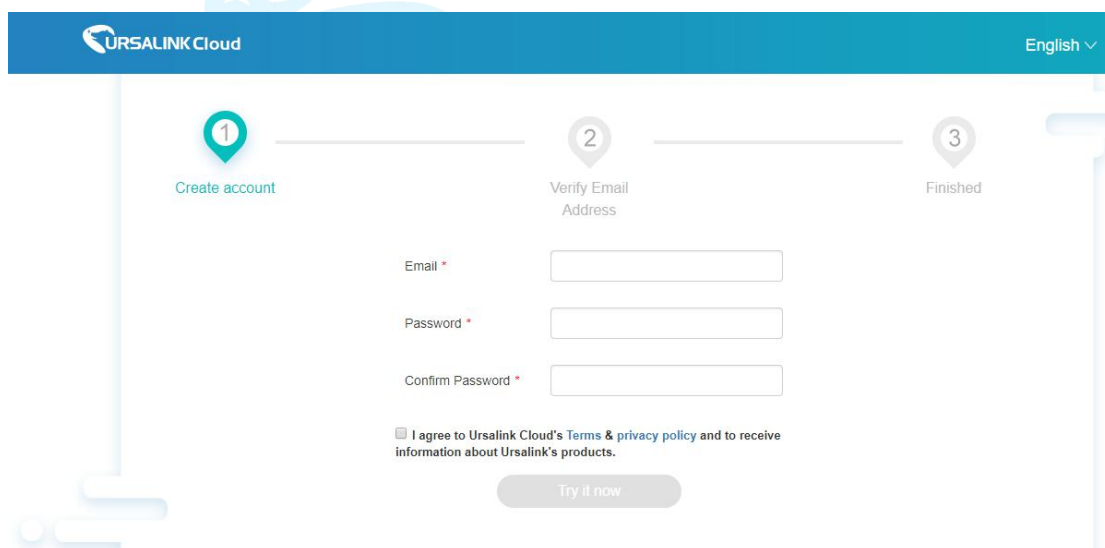 URSALINK Cloud
English
1
2
3
Create account
Verify Email
Address
Finished
Email *
Password *
Confirm Password *
I agree to Ursalink Cloud's Terms & privacy policy and to receive
information about Ursalink's products.
Try it now